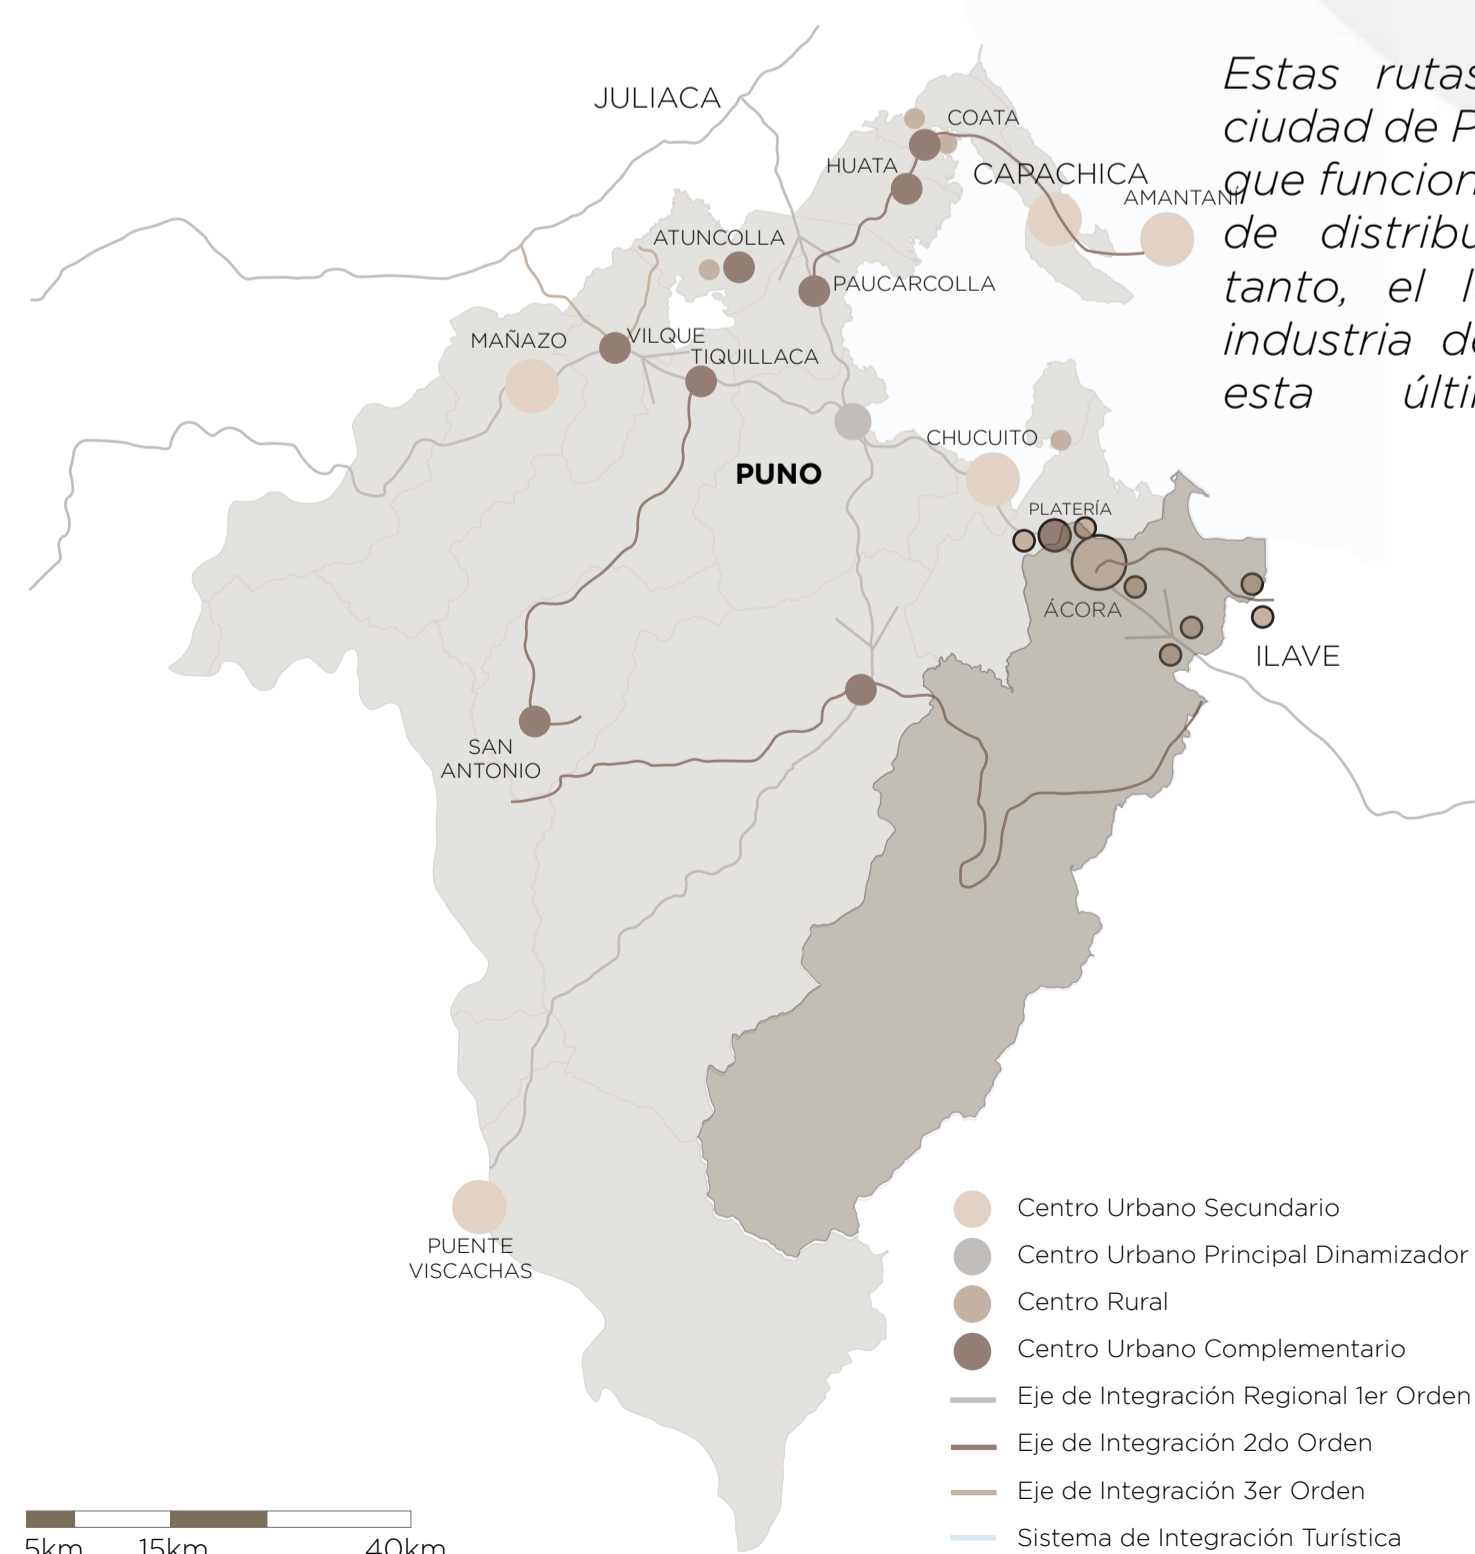 Estas rutas
ciudad de P
que funcion
de distribu
tanto, el l
industria de
esta últi
JULIACA
COATA
HUATA
CAPACHICA
AMANTANÍ
ATUNCOLLA
PAUCARCOLLA
MAÑAZO
VILQUE
TIQUILLACA
CHUCUITO
PUNO
PLATERÍA
ÁCORA
ILAVE
SAN
ANTONIO
PUENTE
VISCACHAS
Centro Urbano Secundario
Centro Urbano Principal Dinamizador
Centro Rural
Centro Urbano Complementario
Eje de Integración Regional 1er Orden
Eje de Integración 2do Orden
Eje de Integración 3er Orden
Sistema de Integración Turística
5km 15km 40km